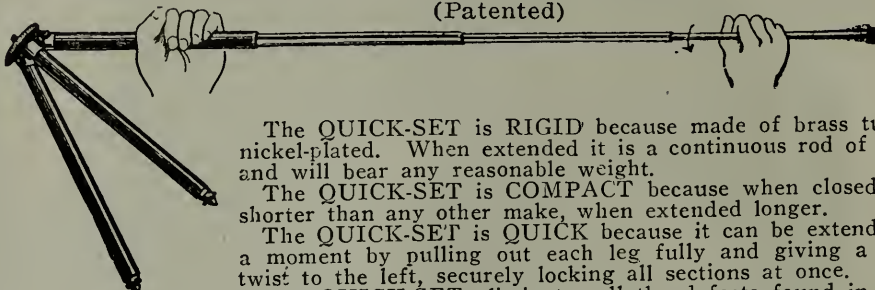 (Patented)
The QUICK-SET is RIGID because made of brass
nickel-plated. When extended it is a continuous rod of
and will bear any reasonable weight.
The QUICK-SET is COMPACT because when closed
shorter than any other make, when extended longer.
The QUICK-SET is QUICK because it can be
a moment by pulling out each leg fully and giving a
twist to the left, securely locking all sections at once.